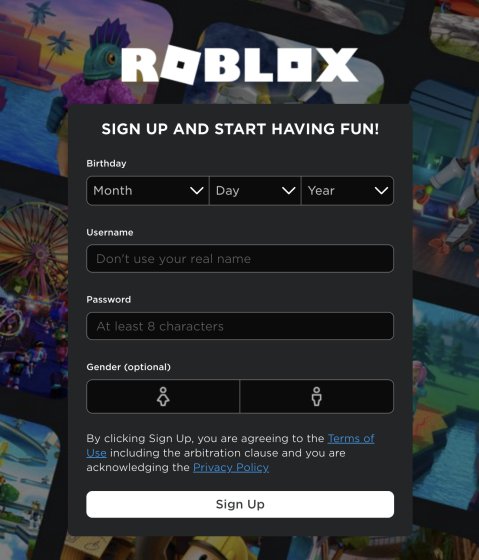 ROBLOX
SIGN UP AND START HAVING FUN!
Birthday
Month Day Year
Username
Don't use your real name
Password
At least 8 characters
Gender (optional)
By clicking Sign Up, you are agreeing to the Terms of
Use including the arbitration clause and you are
acknowledging the Privacy Policy
Sign Up